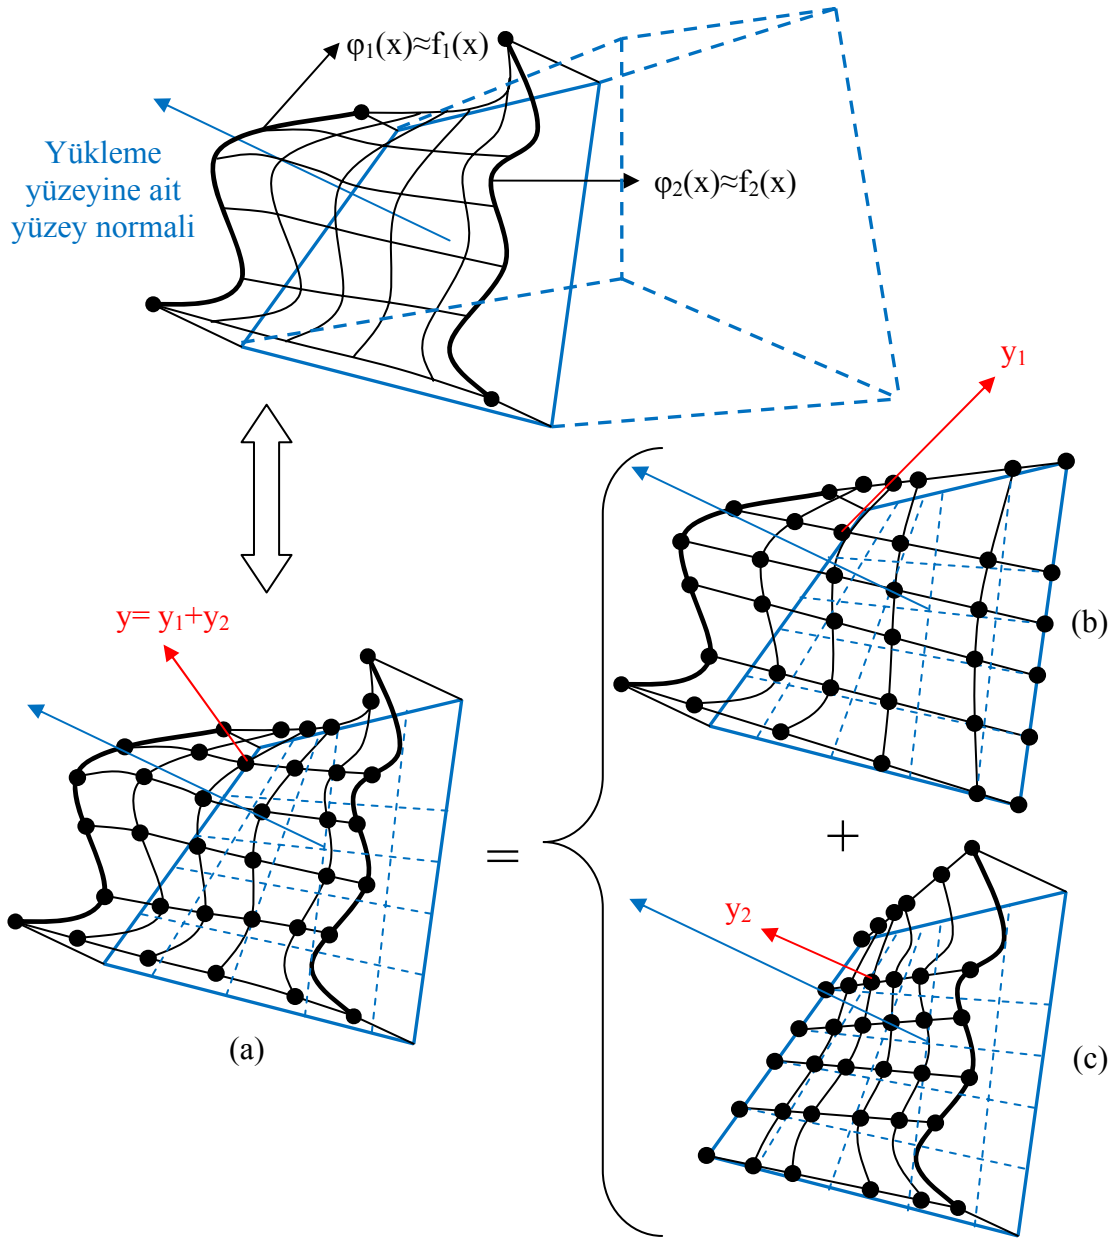 φ₁(x)≈f₁(x)
Yükleme
yüzeyine ait
yüzey normali
φ₂(x)≈f₂(x)
y₁
y= y₁+y₂
(b)
+
=
y₂
(a)
(c)